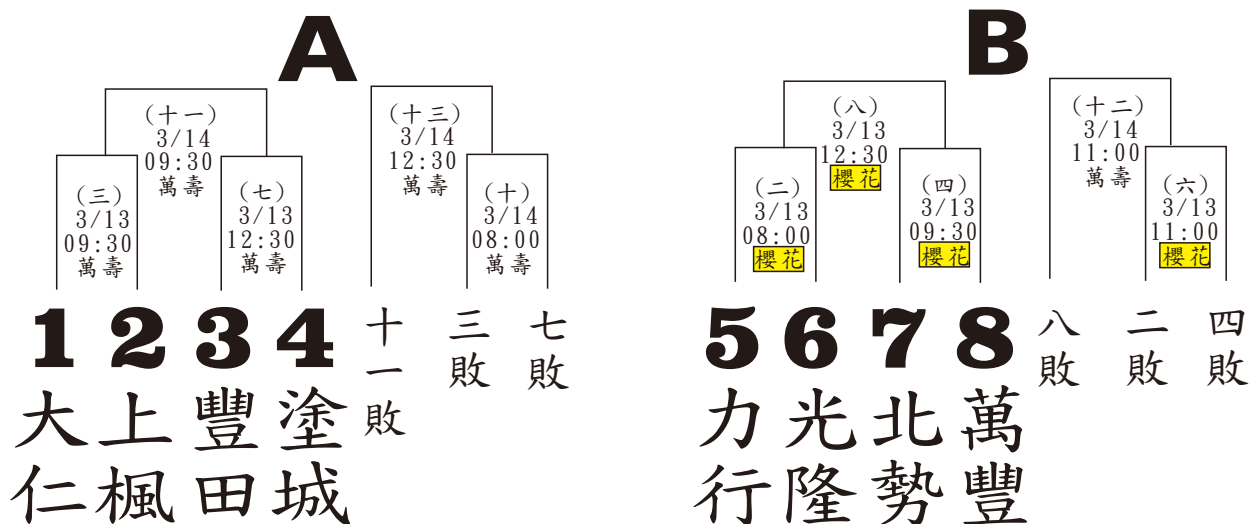 A
(十一)
3/14
09:30
萬壽
(十三)
3/14
12:30
萬壽
(三)
3/13
09:30
萬壽
(七)
3/13
12:30
萬壽
(十)
3/14
08:00
萬壽
1
大仁
2
上楓
3
豐田
4
塗城
十一敗
三敗
七敗
B
(八)
3/13
12:30
櫻花
(十二)
3/14
11:00
萬壽
(二)
3/13
08:00
櫻花
(四)
3/13
09:30
櫻花
(六)
3/13
11:00
櫻花
5
力行
6
光隆
7
北勢
8
萬豐
八敗
二敗
四敗